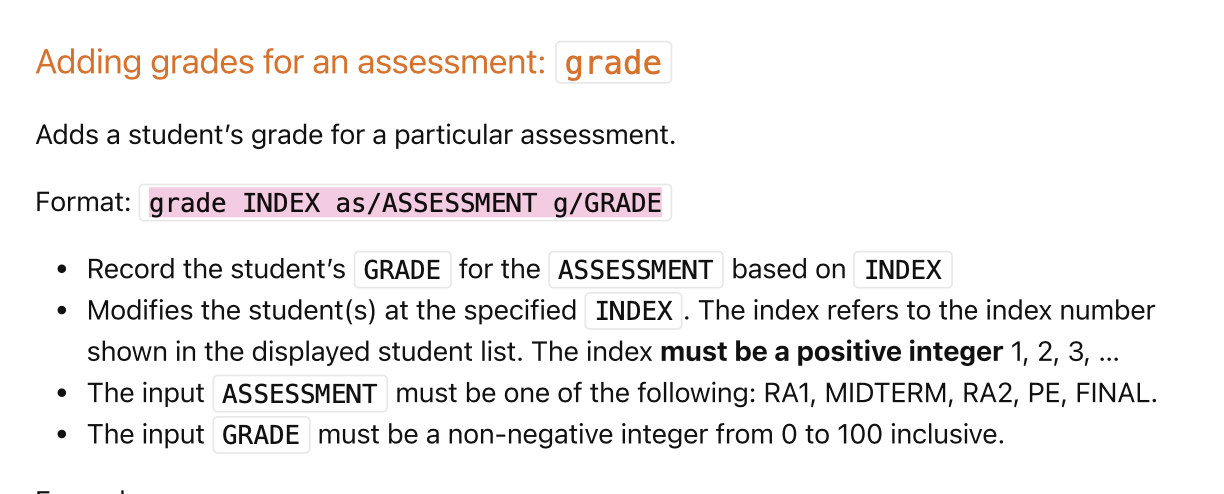 Adding grades for an assessment: grade
Adds a student’s grade for a particular assessment.
Format: grade INDEX as/ASSESSMENT g/GRADE
• Record the student’s GRADE for the ASSESSMENT based on INDEX
• Modifies the student(s) at the specified INDEX. The index refers to the index number
shown in the displayed student list. The index must be a positive integer 1, 2, 3, …
• The input ASSESSMENT must be one of the following: RA1, MIDTERM, RA2, PE, FINAL.
• The input GRADE must be a non-negative integer from 0 to 100 inclusive.